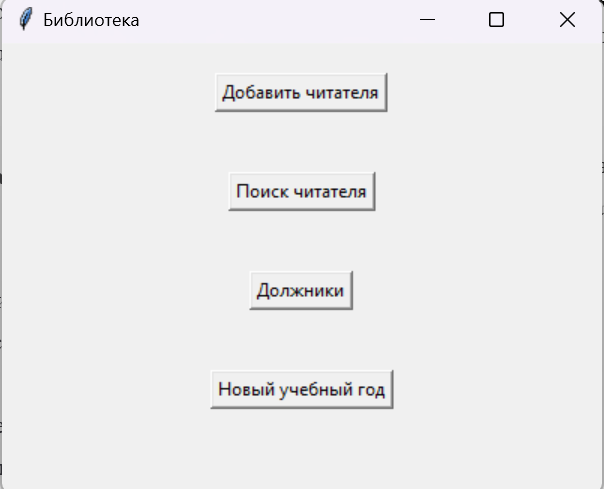 Библиотека
Добавить читателя
Поиск читателя
Должники
Новый учебный год